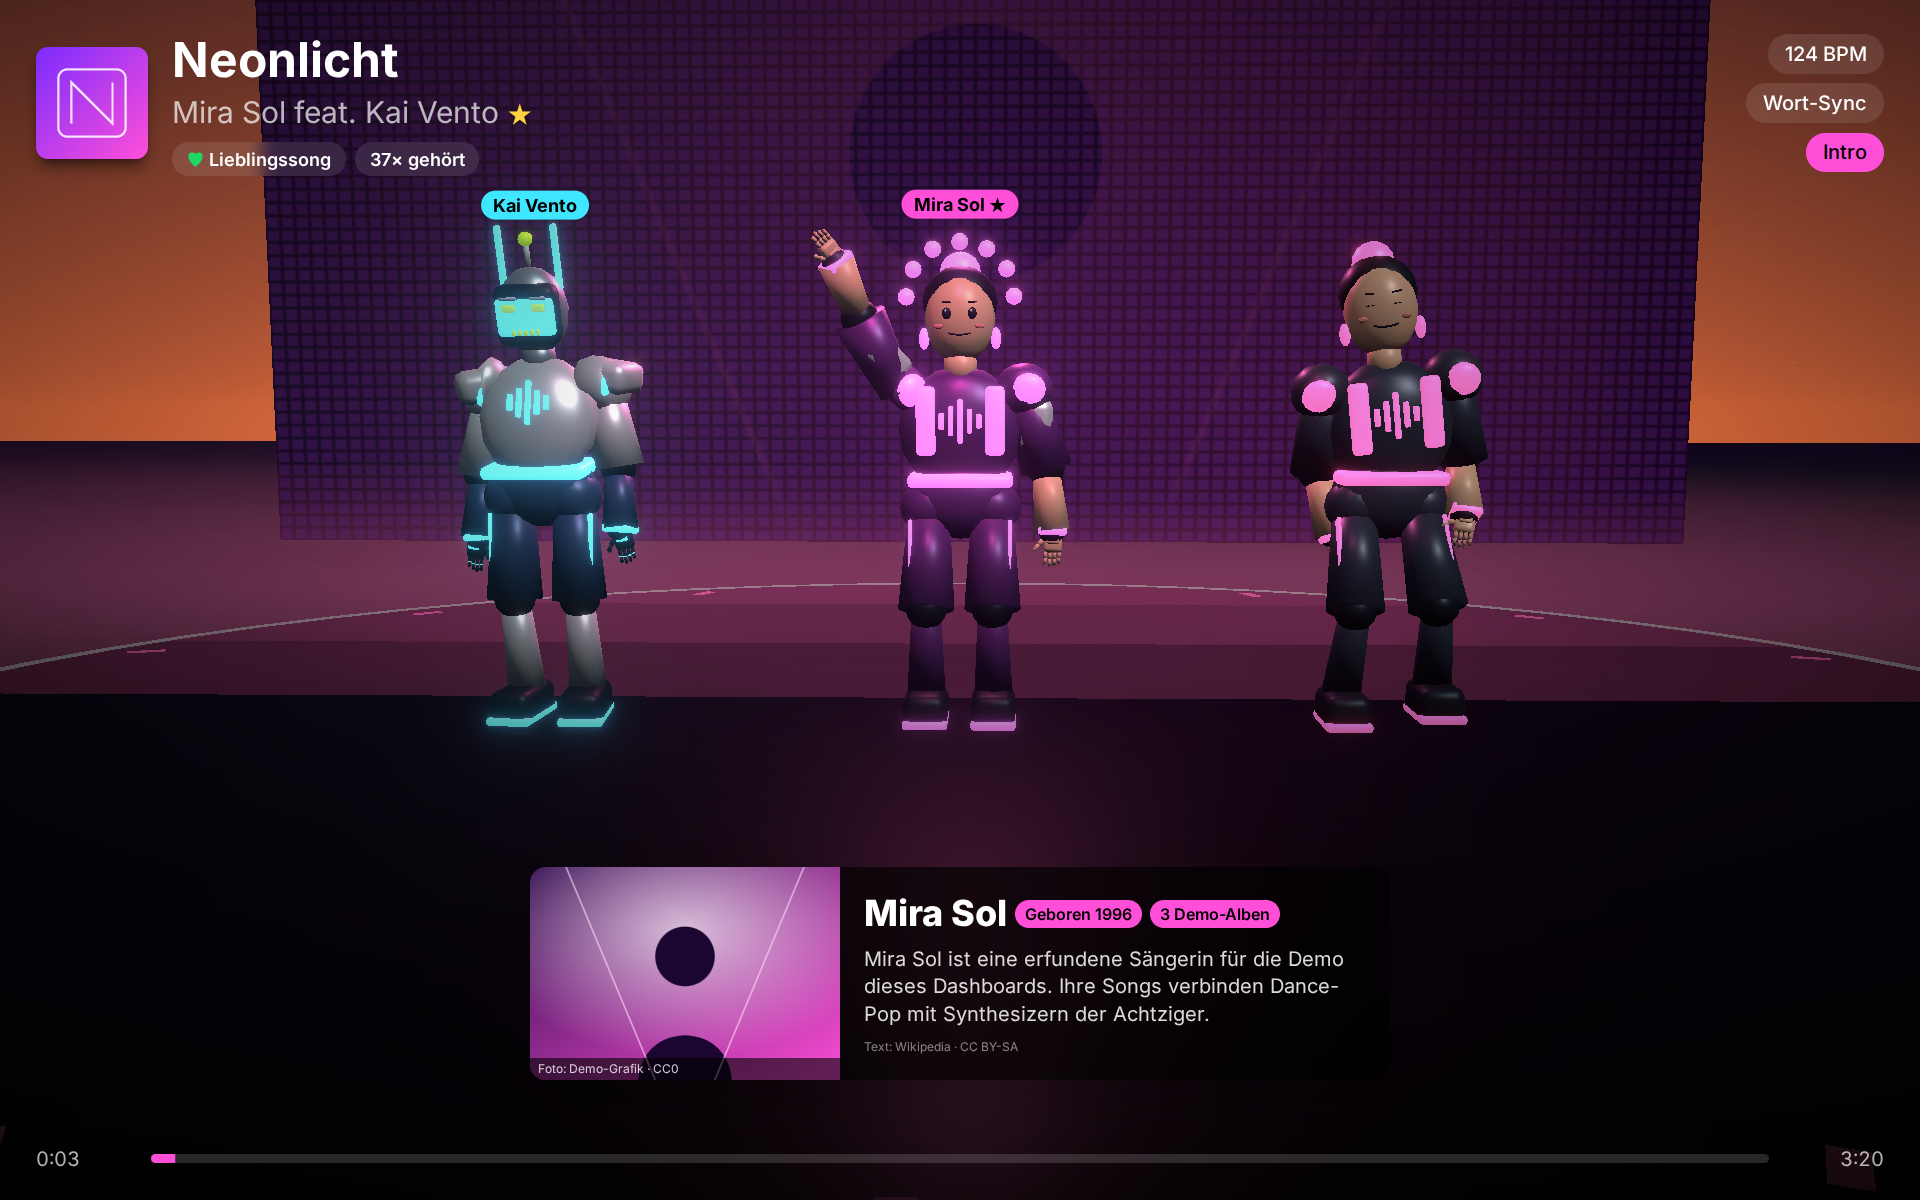 N
Neonlicht
Mira Sol feat. Kai Vento ★
Lieblingssong
37× gehört
124 BPM
Wort-Sync
Intro
Kai Vento
Mira Sol ★
Mira Sol
Geboren 1996
3 Demo-Alben
Mira Sol ist eine erfundene Sängerin für die Demo
dieses Dashboards. Ihre Songs verbinden Dance-
Pop mit Synthesizern der Achtziger.
Text: Wikipedia · CC BY-SA
Foto: Demo-Grafik · CC0
0:03
3:20